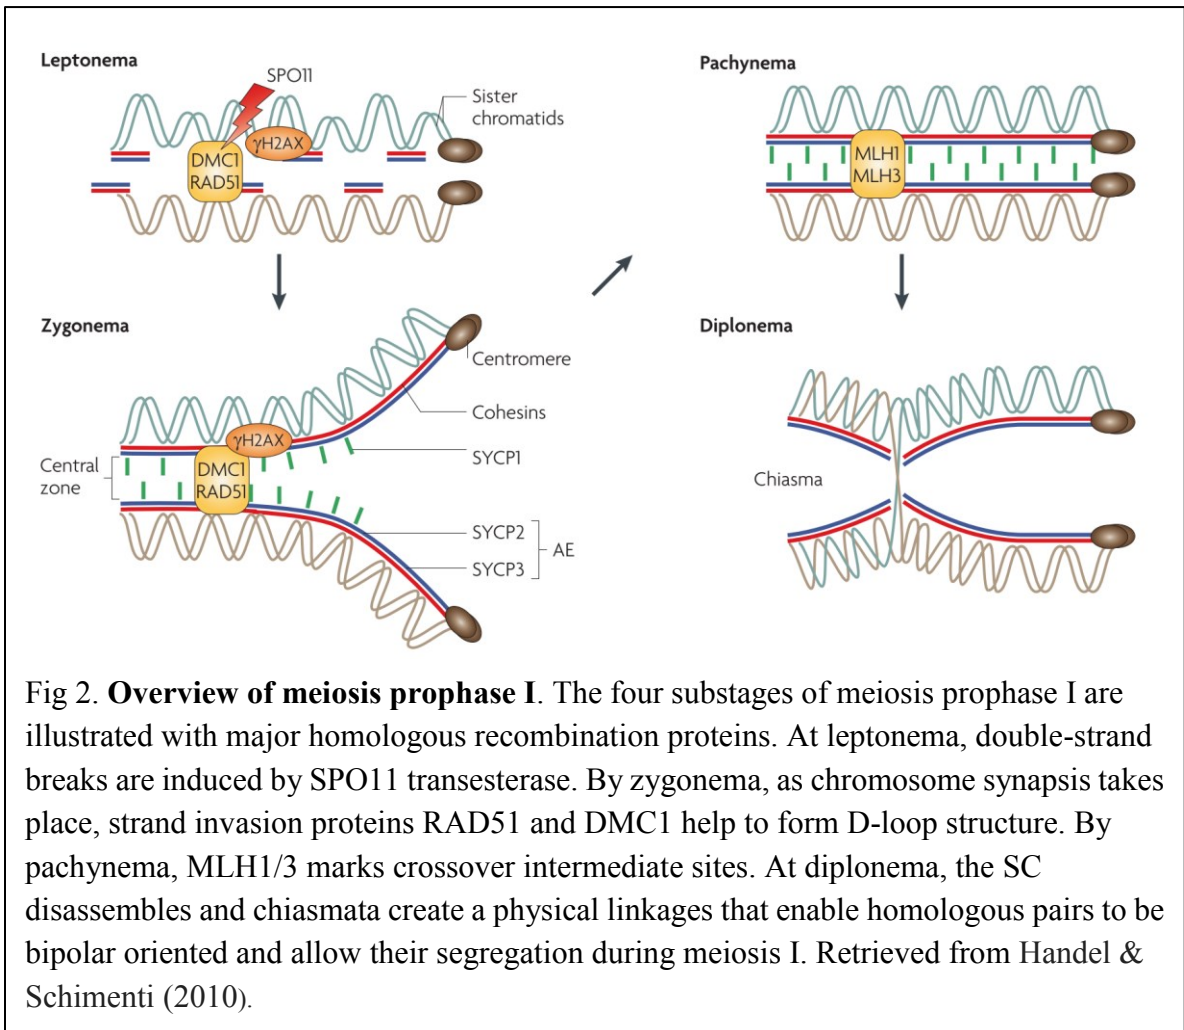 Leptonema
SPO11
γH2AX
DMC1
RAD51
Sister
chromatids
Zygonema
Centromere
Cohesins
γH2AX
SYCP1
Central
zone
DMC1
RAD51
SYCP2
SYCP3
AE
Pachynema
MLH1
MLH3
Diplonema
Chiasma
Fig 2. Overview of meiosis prophase I. The four substages of meiosis prophase I are
illustrated with major homologous recombination proteins. At leptonema, double-strand
breaks are induced by SPO11 transesterase. By zygonema, as chromosome synapsis takes
place, strand invasion proteins RAD51 and DMC1 help to form D-loop structure. By
pachynema, MLH1/3 marks crossover intermediate sites. At diplonema, the SC
disassembles and chiasmata create a physical linkages that enable homologous pairs to be
bipolar oriented and allow their segregation during meiosis I. Retrieved from Handel &
Schimenti (2010).